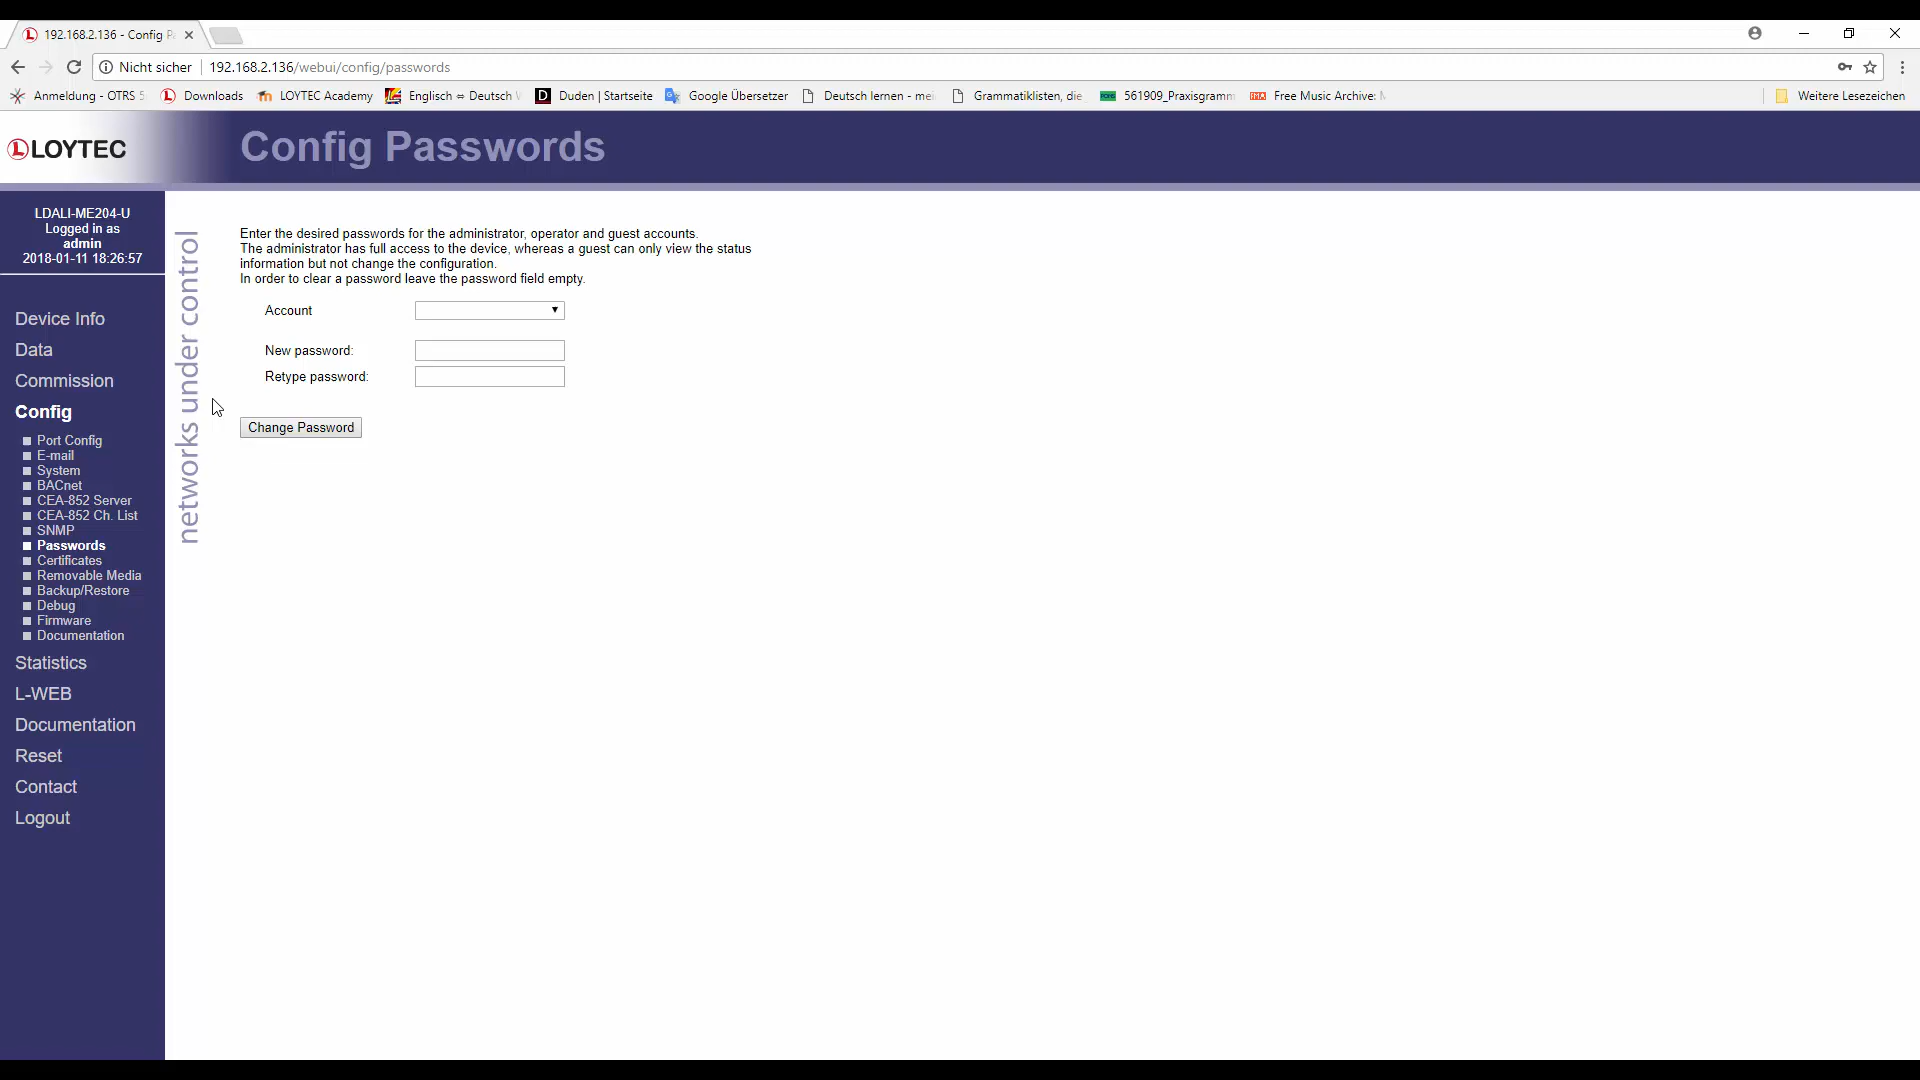 192.168.2.136 - Config P
Nicht sicher
192.168.2.136/webui/config/passwords
Anmeldung - OTRS 5
Downloads
LOYTEC Academy
Englisch ⇔ Deutsch
Duden | Startseite
Google Übersetzer
Deutsch lernen - mei
Grammatiklisten, die
561909_Praxisgramm
Free Music Archive:
Weitere Lesezeichen
LOYTEC
Config Passwords
LDALI-ME204-U
Logged in as
admin
2018-01-11 18:26:57
Device Info
Data
Commission
Config
Port Config
E-mail
System
BACnet
CEA-852 Server
CEA-852 Ch. List
SNMP
Passwords
Certificates
Removable Media
Backup/Restore
Debug
Firmware
Documentation
Statistics
L-WEB
Documentation
Reset
Contact
Logout
networks under control
Enter the desired passwords for the administrator, operator and guest accounts.
The administrator has full access to the device, whereas a guest can only view the status
information but not change the configuration.
In order to clear a password leave the password field empty.
Account
New password:
Retype password:
Change Password